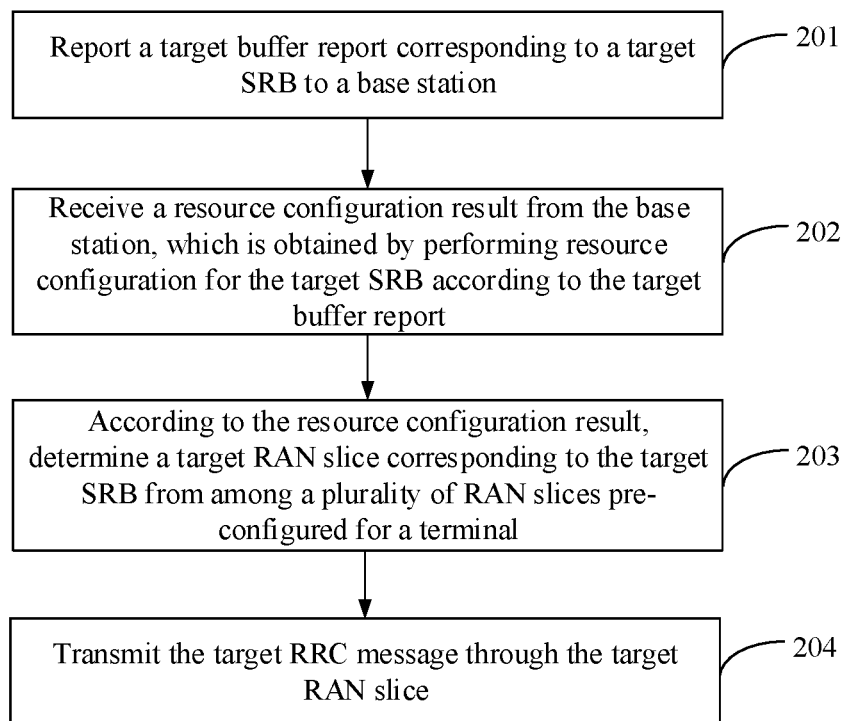 Report a target buffer report corresponding to a target
SRB to a base station
201
Receive a resource configuration result from the base
station, which is obtained by performing resource
configuration for the target SRB according to the target
buffer report
202
According to the resource configuration result,
determine a target RAN slice corresponding to the target
SRB from among a plurality of RAN slices pre-
configured for a terminal
203
Transmit the target RRC message through the target
RAN slice
204